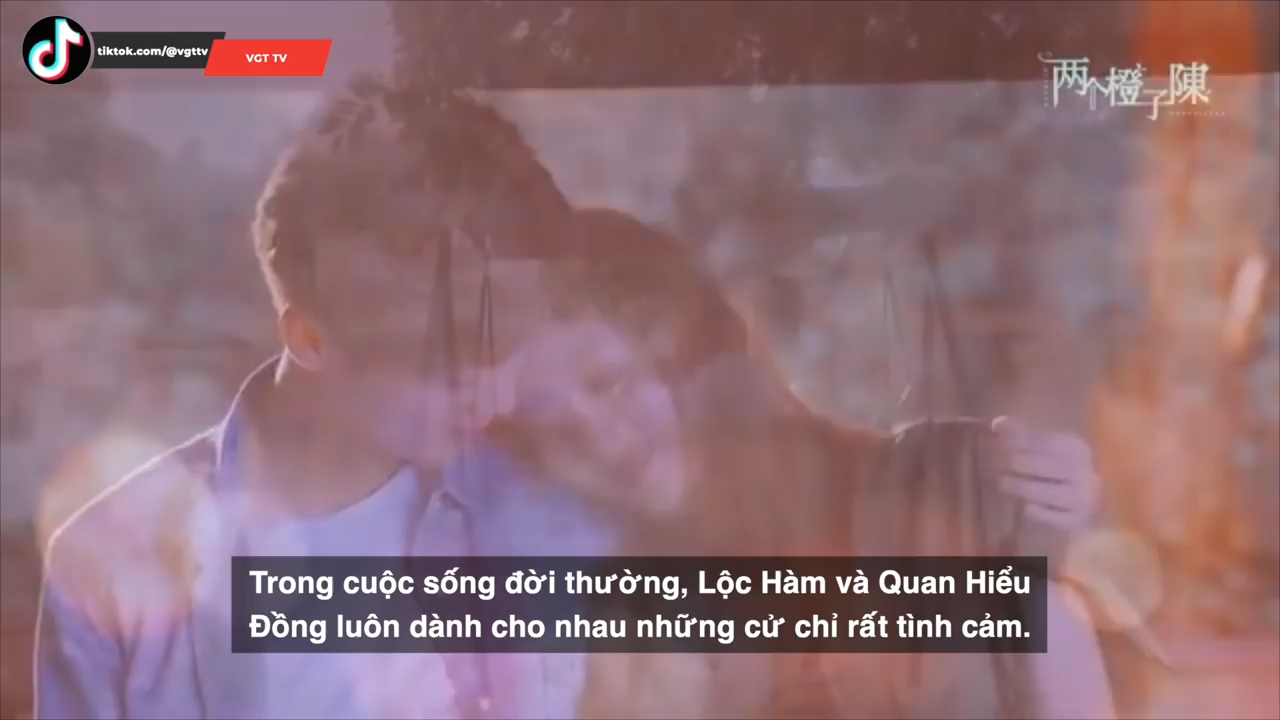 tiktok.com/@vgttv
VGT TV
两个橙子陳
Trong cuộc sống đời thường, Lộc Hàm và Quan Hiểu
Đồng luôn dành cho nhau những cử chỉ rất tình cảm.